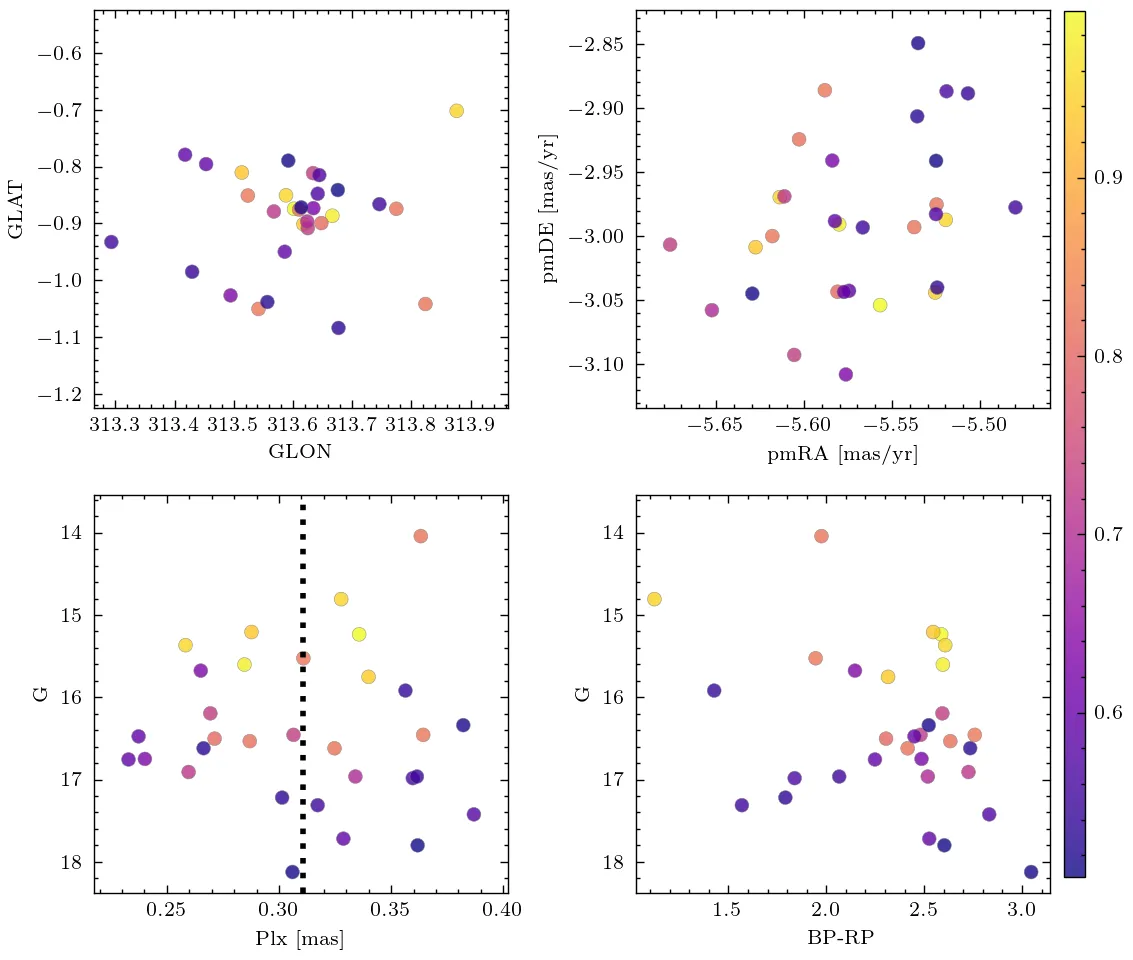 −0.6
−0.7
−0.8
−0.9
−1.0
−1.1
−1.2
GLAT
313.3 313.4 313.5 313.6 313.7 313.8 313.9
GLON
−2.85
−2.90
−2.95
−3.00
−3.05
−3.10
pmDE [mas/yr]
−5.65 −5.60 −5.55 −5.50
pmRA [mas/yr]
14
15
16
17
18
G
0.25 0.30 0.35 0.40
Plx [mas]
14
15
16
17
18
G
1.5 2.0 2.5 3.0
BP-RP
0.9
0.8
0.7
0.6